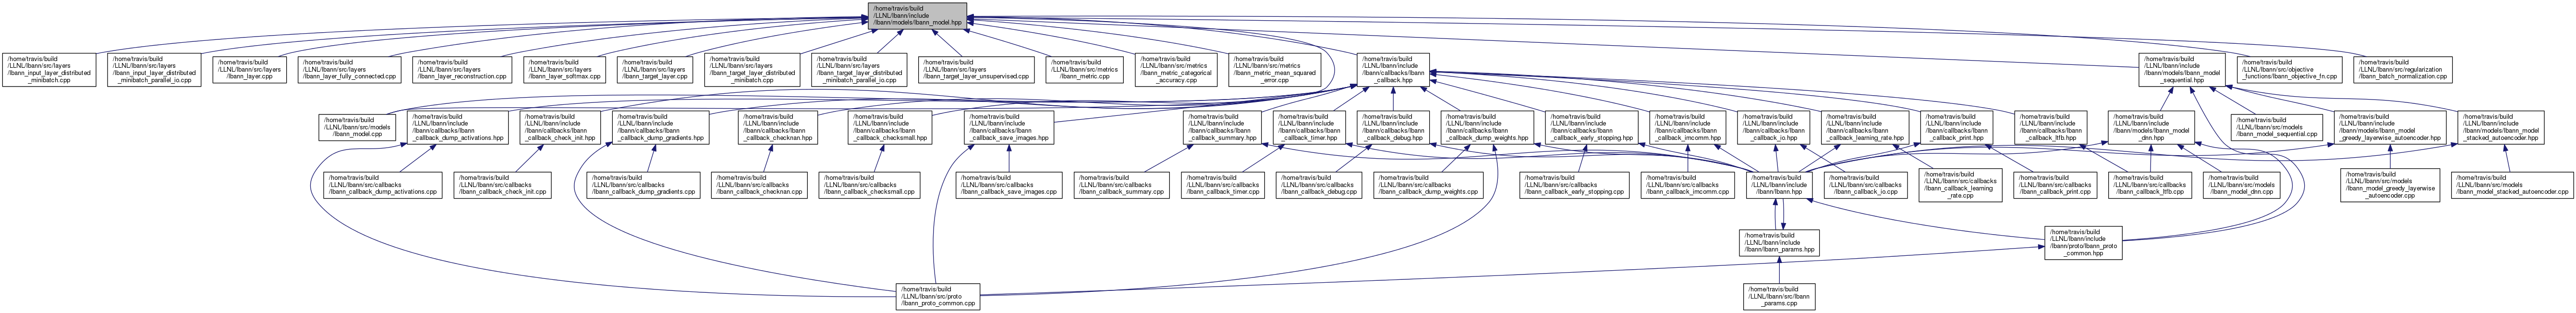 /home/travis/build
/LLNL/lbann/include
/lbann/models/lbann_model.hpp
/home/travis/build
/LLNL/lbann/src/layers
/lbann_input_layer_distributed
_minibatch.cpp
/home/travis/build
/LLNL/lbann/src/layers
/lbann_input_layer_distributed
_minibatch_parallel_io.cpp
/home/travis/build
/LLNL/lbann/src/layers
/lbann_layer.cpp
/home/travis/build
/LLNL/lbann/src/layers
/lbann_layer_fully_connected.cpp
/home/travis/build
/LLNL/lbann/src/layers
/lbann_layer_reconstruction.cpp
/home/travis/build
/LLNL/lbann/src/layers
/lbann_layer_softmax.cpp
/home/travis/build
/LLNL/lbann/src/layers
/lbann_target_layer.cpp
/home/travis/build
/LLNL/lbann/src/layers
/lbann_target_layer_distributed
_minibatch.cpp
/home/travis/build
/LLNL/lbann/src/layers
/lbann_target_layer_distributed
_minibatch_parallel_io.cpp
/home/travis/build
/LLNL/lbann/src/layers
/lbann_target_layer_unsupervised.cpp
/home/travis/build
/LLNL/lbann/src/metrics
/lbann_metric.cpp
/home/travis/build
/LLNL/lbann/src/metrics
/lbann_metric_categorical
_accuracy.cpp
/home/travis/build
/LLNL/lbann/src/metrics
/lbann_metric_mean_squared
_error.cpp
/home/travis/build
/LLNL/lbann/include
/lbann/callbacks/lbann
_callback.hpp
/home/travis/build
/LLNL/lbann/include
/lbann/models/lbann_model
_sequential.hpp
/home/travis/build
/LLNL/lbann/src/objective
_functions/lbann_objective_fn.cpp
/home/travis/build
/LLNL/lbann/src/regularization
/lbann_batch_normalization.cpp
/home/travis/build
/LLNL/lbann/src/models
/lbann_model.cpp
/home/travis/build
/LLNL/lbann/include
/lbann/callbacks/lbann
_callback_dump_activations.hpp
/home/travis/build
/LLNL/lbann/include
/lbann/callbacks/lbann
_callback_check_init.hpp
/home/travis/build
/LLNL/lbann/include
/lbann/callbacks/lbann
_callback_dump_gradients.hpp
/home/travis/build
/LLNL/lbann/include
/lbann/callbacks/lbann
_callback_checknan.hpp
/home/travis/build
/LLNL/lbann/include
/lbann/callbacks/lbann
_callback_checksmall.hpp
/home/travis/build
/LLNL/lbann/include
/lbann/callbacks/lbann
_callback_save_images.hpp
/home/travis/build
/LLNL/lbann/include
/lbann/callbacks/lbann
_callback_summary.hpp
/home/travis/build
/LLNL/lbann/include
/lbann/callbacks/lbann
_callback_timer.hpp
/home/travis/build
/LLNL/lbann/include
/lbann/callbacks/lbann
_callback_debug.hpp
/home/travis/build
/LLNL/lbann/include
/lbann/callbacks/lbann
_callback_dump_weights.hpp
/home/travis/build
/LLNL/lbann/include
/lbann/callbacks/lbann
_callback_early_stopping.hpp
/home/travis/build
/LLNL/lbann/include
/lbann/callbacks/lbann
_callback_imcomm.hpp
/home/travis/build
/LLNL/lbann/include
/lbann/callbacks/lbann
_callback_io.hpp
/home/travis/build
/LLNL/lbann/include
/lbann/callbacks/lbann
_callback_learning_rate.hpp
/home/travis/build
/LLNL/lbann/include
/lbann/callbacks/lbann
_callback_print.hpp
/home/travis/build
/LLNL/lbann/include
/lbann/callbacks/lbann
_callback_ltfb.hpp
/home/travis/build
/LLNL/lbann/include
/lbann/models/lbann_model
_dnn.hpp
/home/travis/build
/LLNL/lbann/src/models
/lbann_model_sequential.cpp
/home/travis/build
/LLNL/lbann/include
/lbann/models/lbann_model
_greedy_layerwise_autoencoder.hpp
/home/travis/build
/LLNL/lbann/include
/lbann/models/lbann_model
_stacked_autoencoder.hpp
/home/travis/build
/LLNL/lbann/src/callbacks
/lbann_callback_dump_activations.cpp
/home/travis/build
/LLNL/lbann/src/callbacks
/lbann_callback_check_init.cpp
/home/travis/build
/LLNL/lbann/src/callbacks
/lbann_callback_dump_gradients.cpp
/home/travis/build
/LLNL/lbann/src/callbacks
/lbann_callback_checknan.cpp
/home/travis/build
/LLNL/lbann/src/callbacks
/lbann_callback_checksmall.cpp
/home/travis/build
/LLNL/lbann/src/callbacks
/lbann_callback_save_images.cpp
/home/travis/build
/LLNL/lbann/src/callbacks
/lbann_callback_summary.cpp
/home/travis/build
/LLNL/lbann/src/callbacks
/lbann_callback_timer.cpp
/home/travis/build
/LLNL/lbann/src/callbacks
/lbann_callback_debug.cpp
/home/travis/build
/LLNL/lbann/src/callbacks
/lbann_callback_dump_weights.cpp
/home/travis/build
/LLNL/lbann/src/callbacks
/lbann_callback_early_stopping.cpp
/home/travis/build
/LLNL/lbann/src/callbacks
/lbann_callback_imcomm.cpp
/home/travis/build
/LLNL/lbann/include
/lbann/lbann.hpp
/home/travis/build
/LLNL/lbann/src/callbacks
/lbann_callback_io.cpp
/home/travis/build
/LLNL/lbann/src/callbacks
/lbann_callback_learning
_rate.cpp
/home/travis/build
/LLNL/lbann/src/callbacks
/lbann_callback_print.cpp
/home/travis/build
/LLNL/lbann/src/callbacks
/lbann_callback_ltfb.cpp
/home/travis/build
/LLNL/lbann/src/models
/lbann_model_dnn.cpp
/home/travis/build
/LLNL/lbann/src/models
/lbann_model_greedy_layerwise
_autoencoder.cpp
/home/travis/build
/LLNL/lbann/src/models
/lbann_model_stacked_autoencoder.cpp
/home/travis/build
/LLNL/lbann/include
/lbann/lbann_params.hpp
/home/travis/build
/LLNL/lbann/include
/lbann/proto/lbann_proto
_common.hpp
/home/travis/build
/LLNL/lbann/src/proto
/lbann_proto_common.cpp
/home/travis/build
/LLNL/lbann/src/lbann
_params.cpp